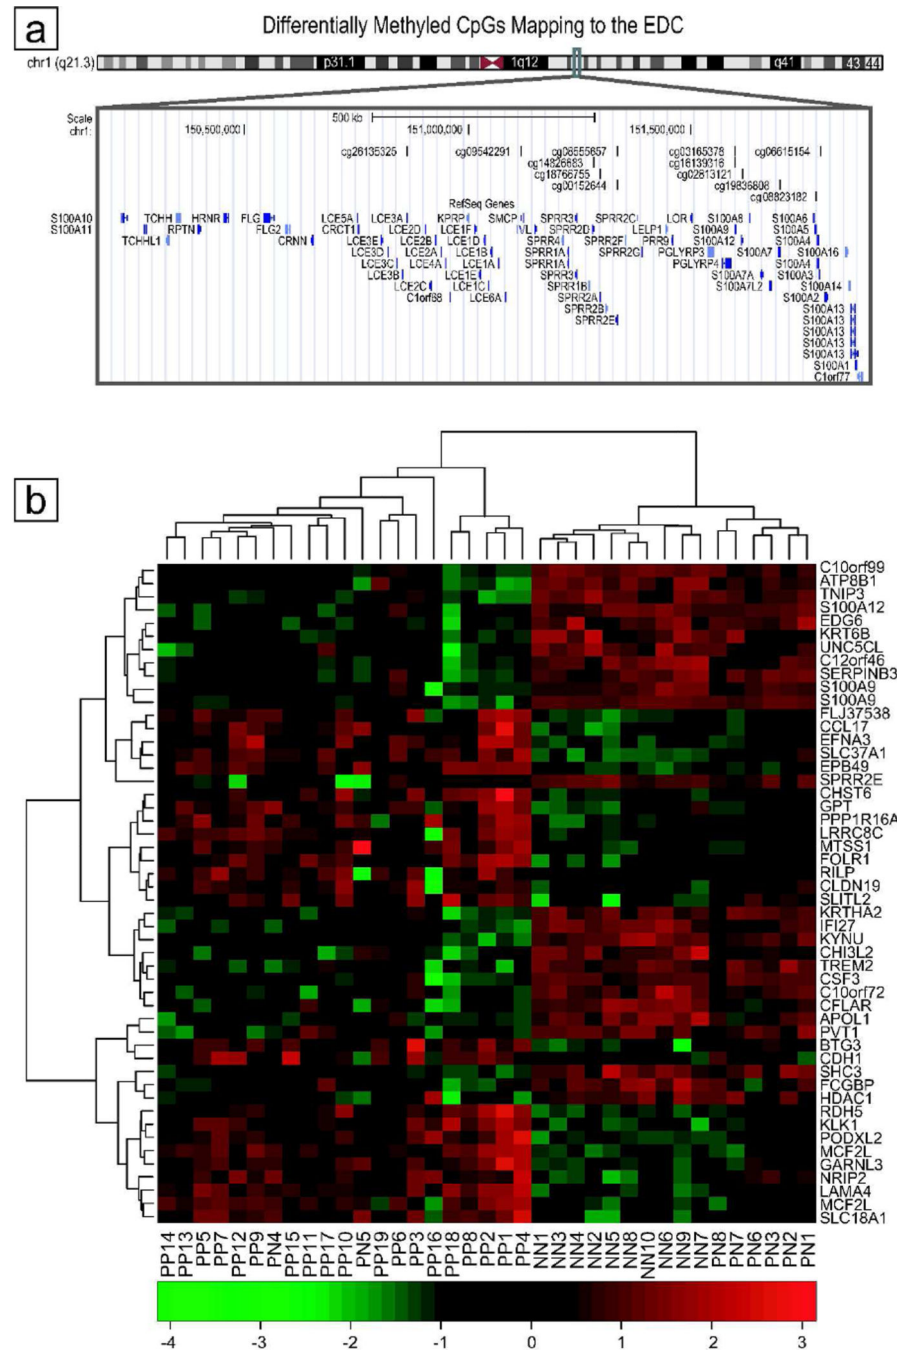 a
Differentially Methyled CpGs Mapping to the EDC
chr1 (q21.3) p31.1 1q12 q41 43 44
Scale 500 kb
chr1: 150,500,000 151,000,000 151,500,000
cg26135325 cg09542291 cg08555657 cg03165378 cg06615154
cg14826683 cg16139316
cg18766755 cg02813121
cg00152644 cg19836808
cg08823182
RefSeq Genes
S100A10 TCHH HRNR FLG LCE5A LCE3A KPRP SMCP SPRR3 SPRR2C LOR S100A8 S100A6
S100A11 RPTN FLG2 CRCT1 LCE2D LCE1F IVL SPRR2D LELP1 S100A9 S100A5
TCHHL1 CRNN LCE3E LCE2B LCE1D SPRR4 SPRR2F PRR9 S100A12 S100A4
LCE3D LCE2A LCE1B SPRR1A SPRR2G PGLYRP3 S100A7 S100A16
LCE3C LCE4A LCE1A SPRR1A PGLYRP4 S100A4
LCE3B LCE1E SPRR3 S100A7A S100A3
LCE2C LCE1C SPRR1B S100A7L2 S100A14
C1orf68 LCE6A SPRR2A S100A2
SPRR2B S100A13
SPRR2E S100A13
S100A13
S100A13
S100A13
S100A1
C1orf77
b
C10orf99
ATP8B1
TNIP3
S100A12
EDG6
KRT6B
UNC5CL
C12orf46
SERPINB3
S100A9
S100A9
FLJ37538
CCL17
EFNA3
SLC37A1
EPB49
SPRR2E
CHST6
GPT
PPP1R16A
LRRC8C
MTSS1
FOLR1
RILP
CLDN19
SLITL2
KRTHA2
IFI27
KYNU
CHI3L2
TREM2
CSF3
C10orf72
CFLAR
APOL1
PVT1
BTG3
CDH1
SHC3
FCGBP
HDAC1
RDH5
KLK1
PODXL2
MCF2L
GARNL3
NRIP2
LAMA4
MCF2L
SLC18A1
PP14 PP13 PP5 PP7 PP12 PP9 PN4 PP15 PP11 PP17 PP10 PN5 PP19 PP6 PP3 PP16 PP18 PP8 PP2 PP1 PP4 NN1 NN3 NN4 NN2 NN5 NN8 NN10 NN6 NN9 NN7 PN8 PN7 PN6 PN3 PN2 PN1
-4 -3 -2 -1 0 1 2 3